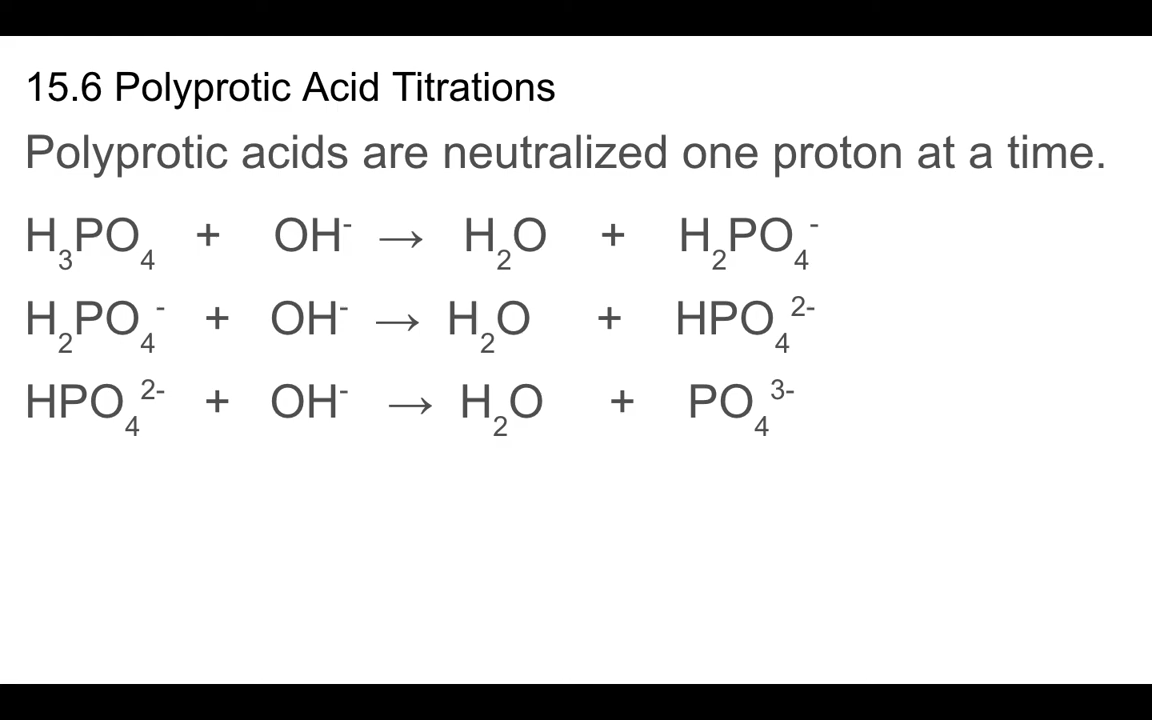 15.6 Polyprotic Acid Titrations
Polyprotic acids are neutralized one proton at a time.
H₃PO₄ + OH⁻ → H₂O + H₂PO₄⁻
H₂PO₄⁻ + OH⁻ → H₂O + HPO₄²⁻
HPO₄²⁻ + OH⁻ → H₂O + PO₄³⁻